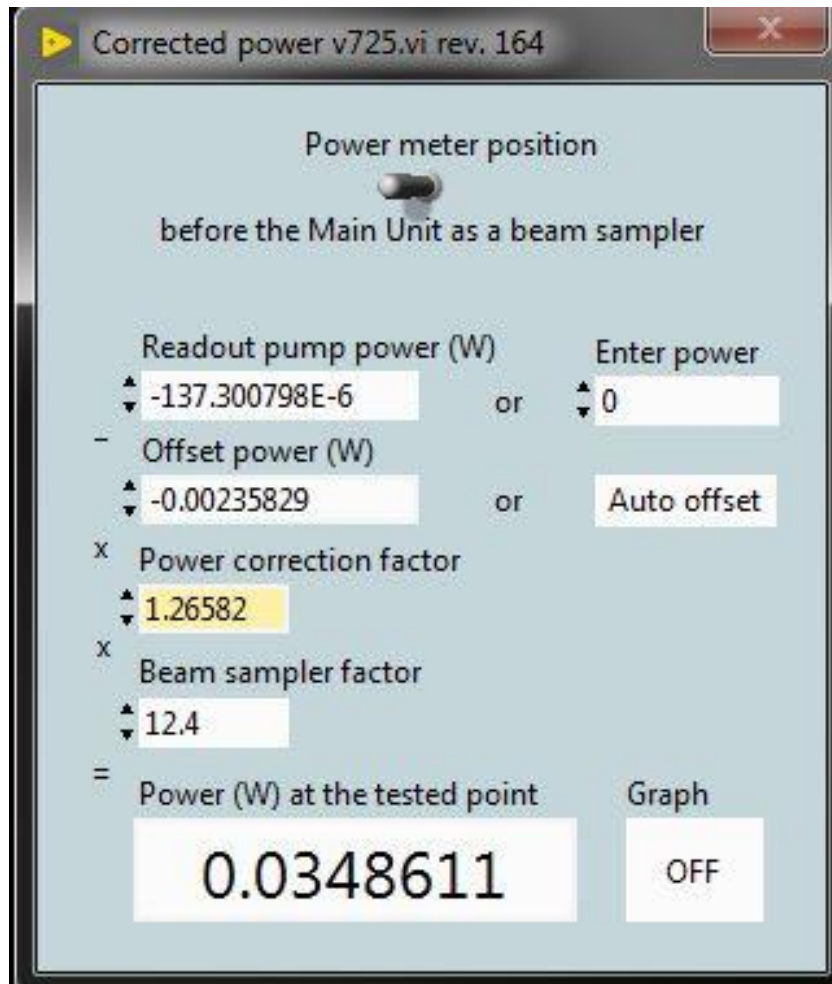 Corrected power v725.vi rev. 164
Power meter position
before the Main Unit as a beam sampler
Readout pump power (W) Enter power
-137.300798E-6 or 0
–
Offset power (W)
-0.00235829 or Auto offset
x
Power correction factor
1.26582
x
Beam sampler factor
12.4
=
Power (W) at the tested point Graph
0.0348611 OFF